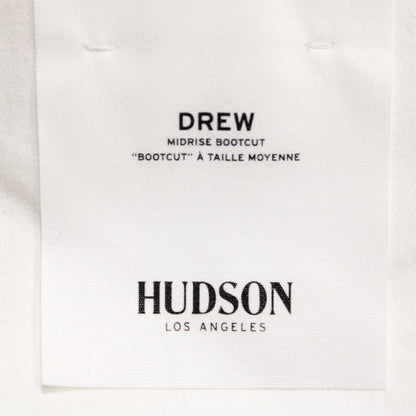 DREW
MIDRISE BOOTCUT
"BOOTCUT" À TAILLE MOYENNE
HUDSON
LOS ANGELES